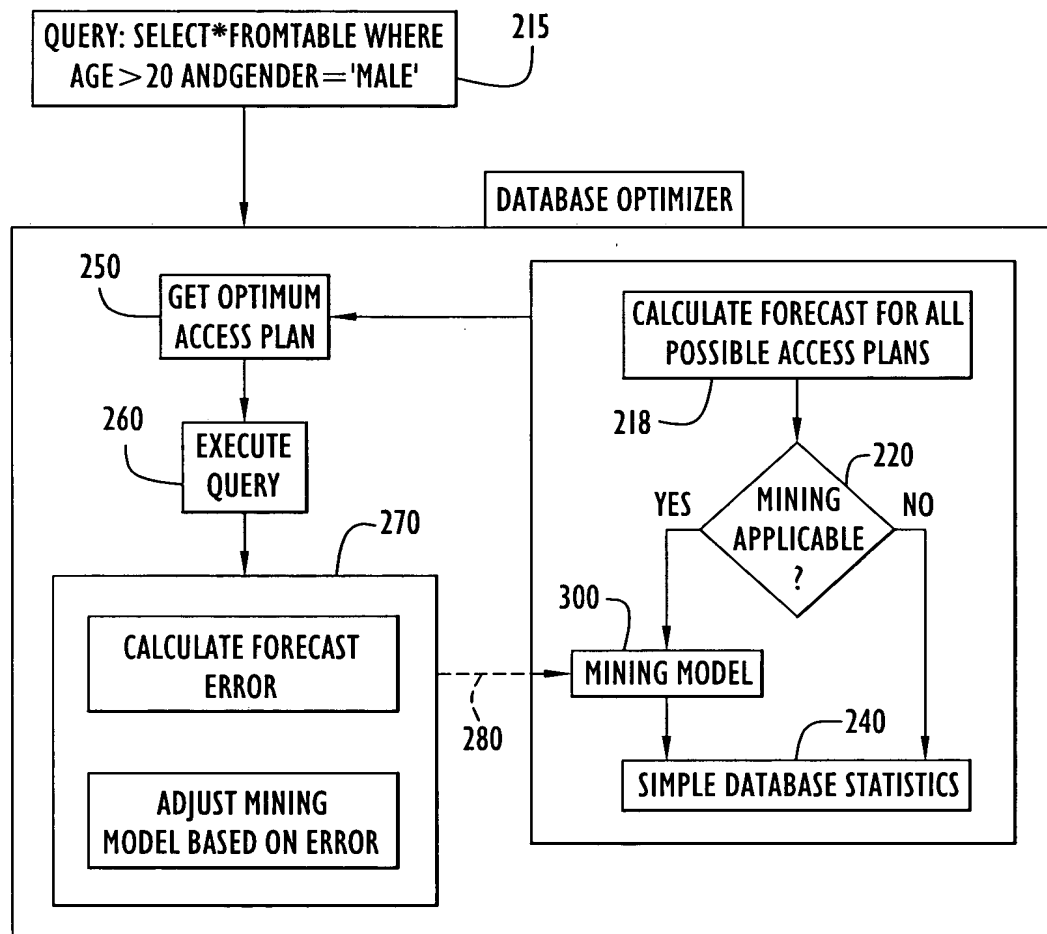 QUERY: SELECT*FROMTABLE WHERE
AGE>20 ANDGENDER='MALE'
215
DATABASE OPTIMIZER
250
GET OPTIMUM
ACCESS PLAN
CALCULATE FORECAST FOR ALL
POSSIBLE ACCESS PLANS
218
260
EXECUTE
QUERY
220
YES
MINING
APPLICABLE
?
NO
270
300
CALCULATE FORECAST
ERROR
MINING MODEL
280
240
SIMPLE DATABASE STATISTICS
ADJUST MINING
MODEL BASED ON ERROR